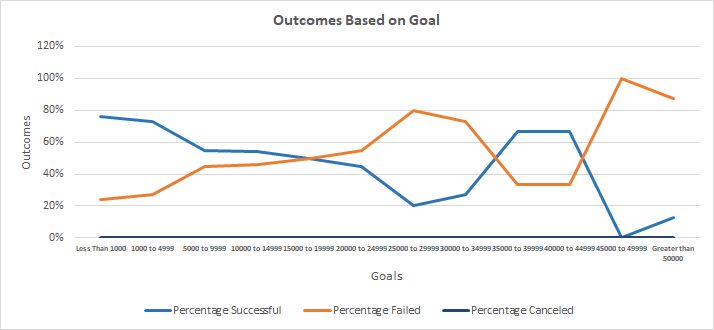 Outcomes Based on Goal
120%
100%
80%
60%
40%
20%
0%
Outcomes
Less Than 1000 1000 to 4999 5000 to 9999 10000 to 14999 15000 to 19999 20000 to 24999 25000 to 29999 30000 to 34999 35000 to 39999 40000 to 44999 45000 to 49999 Greater than
50000
Goals
Percentage Successful Percentage Failed Percentage Canceled